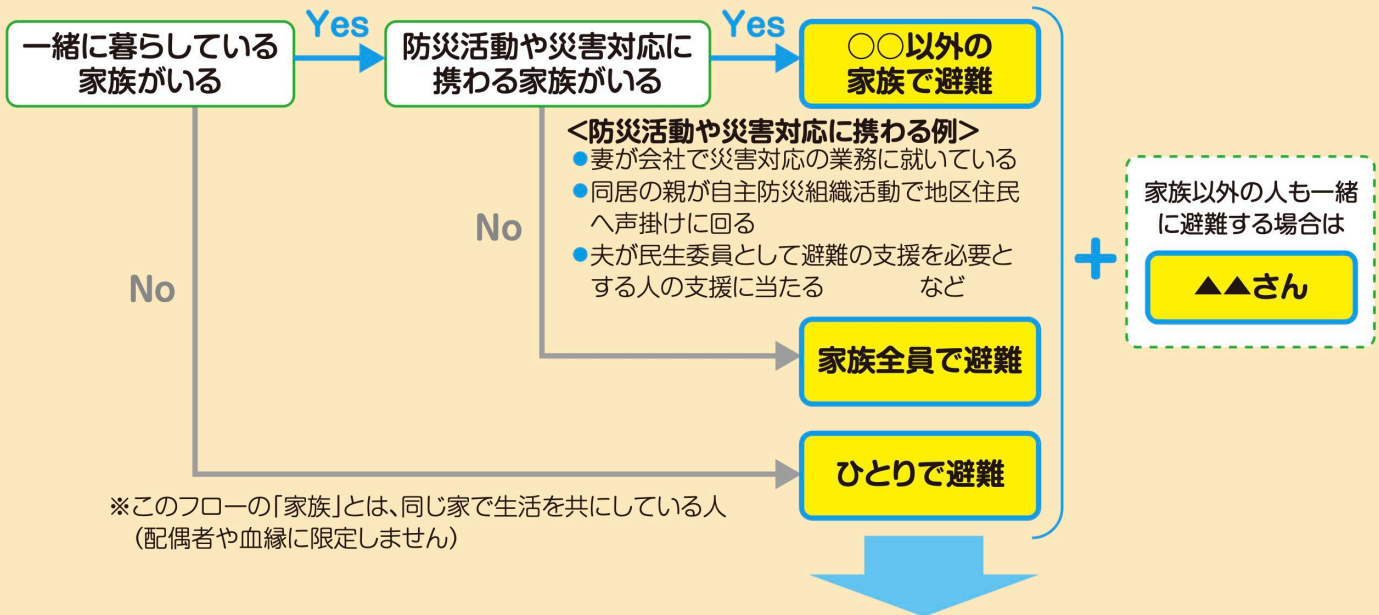 Yes
Yes
一緒に暮らしている
家族がいる
防災活動や災害対応に
携わる家族がいる
○○以外の
家族で避難
<防災活動や災害対応に携わる例>
●妻が会社で災害対応の業務に就いている
●同居の親が自主防災組織活動で地区住民
へ声掛けに回る
●夫が民生委員として避難の支援を必要と
する人の支援に当たる　　　など
No
No
家族以外の人も一緒
に避難する場合は
+
▲▲さん
家族全員で避難
ひとりで避難
※このフローの「家族」とは、同じ家で生活を共にしている人
(配偶者や血縁に限定しません)